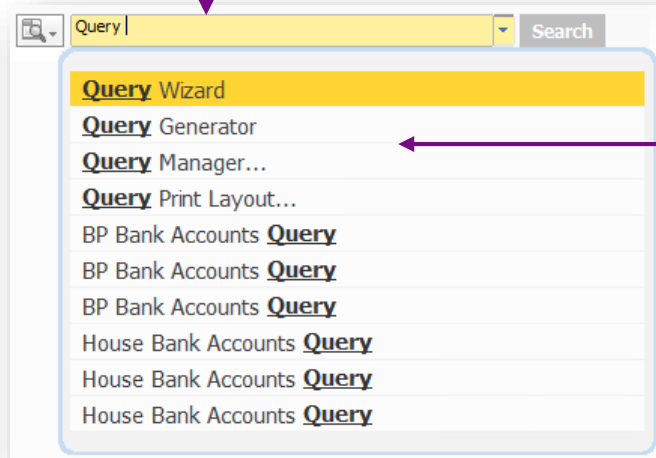 Query Search
Query Wizard
Query Generator
Query Manager...
Query Print Layout...
BP Bank Accounts Query
BP Bank Accounts Query
BP Bank Accounts Query
House Bank Accounts Query
House Bank Accounts Query
House Bank Accounts Query